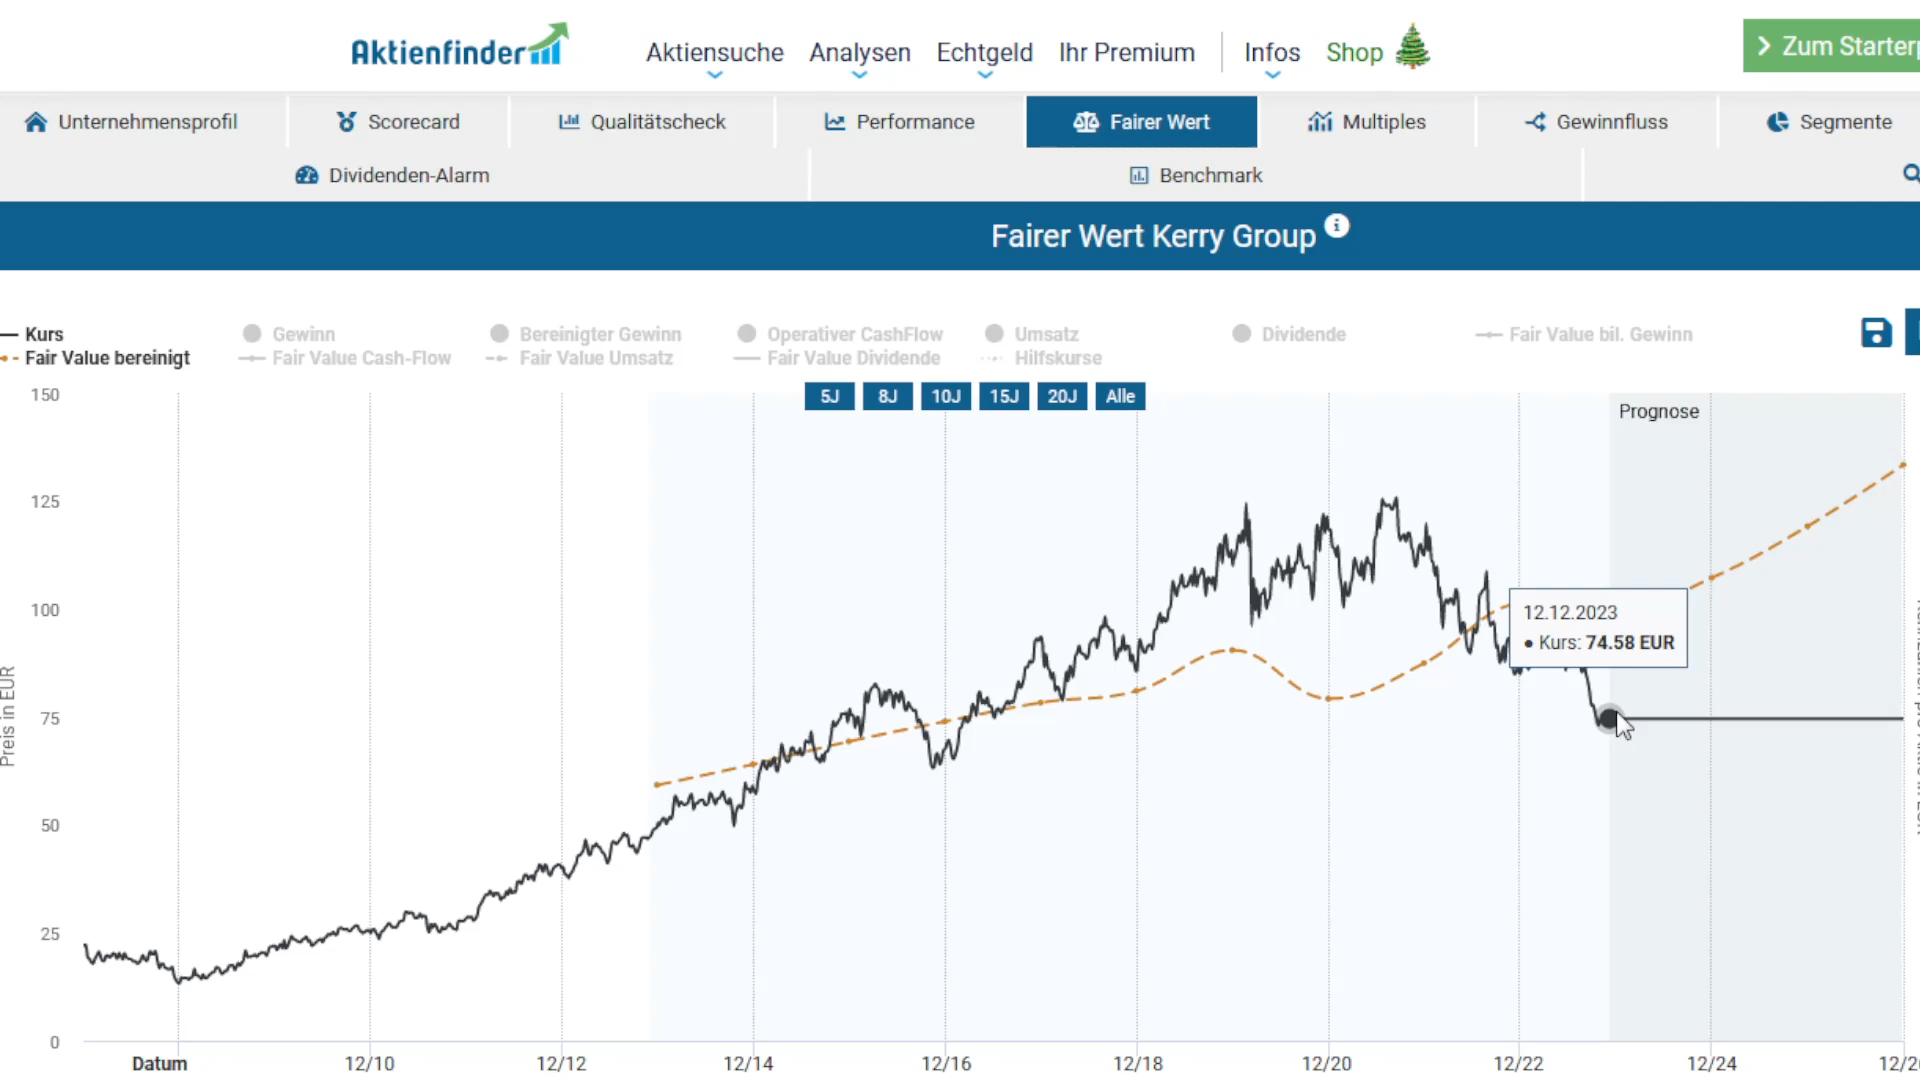 Aktienfinder
Aktiensuche Analysen Echtgeld Ihr Premium Infos Shop
Unternehmensprofil Scorecard Qualitätscheck Performance Fairer Wert Multiples Gewinnfluss Segmente
Dividenden-Alarm Benchmark
Fairer Wert Kerry Group
Kurs Gewinn Bereinigter Gewinn Operativer CashFlow Umsatz Dividende Fair Value bil. Gewinn
Fair Value bereinigt Fair Value Cash-Flow Fair Value Umsatz Fair Value Dividende Hilfskurse
5J 8J 10J 15J 20J Alle
Prognose
150
125
100
75
50
25
0
Preis in EUR
12.12.2023
Kurs: 74.58 EUR
Datum 12/10 12/12 12/14 12/16 12/18 12/20 12/22 12/24